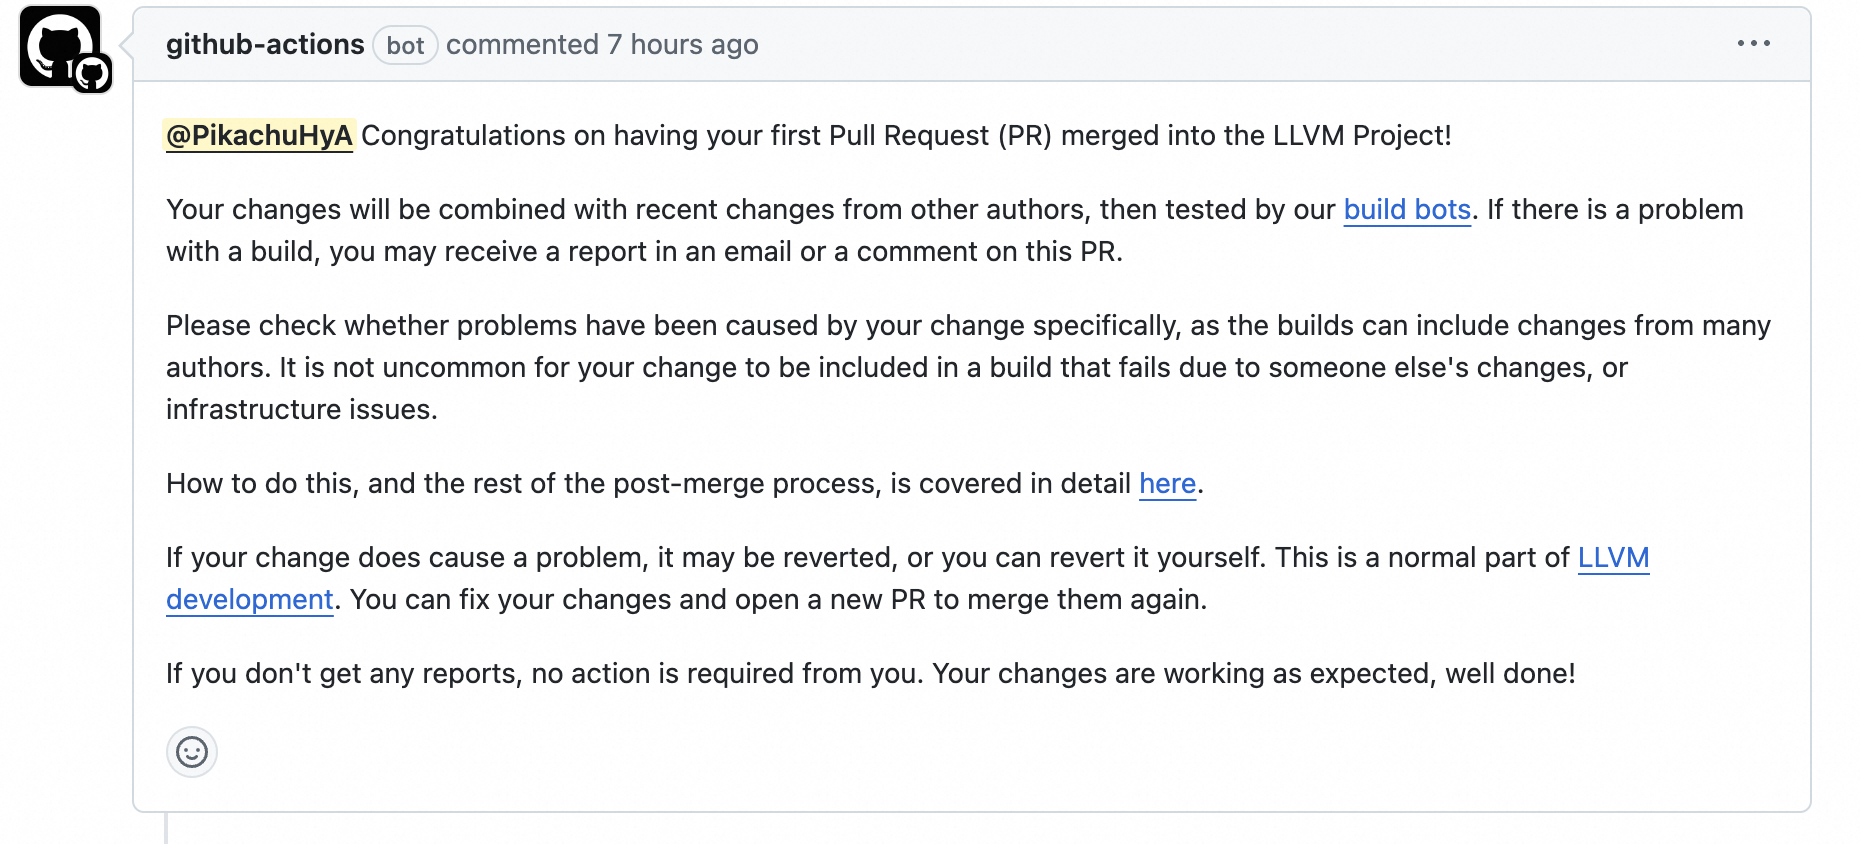 github-actions bot commented 7 hours ago
@PikachuHyA Congratulations on having your first Pull Request (PR) merged into the LLVM Project!
Your changes will be combined with recent changes from other authors, then tested by our build bots. If there is a problem
with a build, you may receive a report in an email or a comment on this PR.
Please check whether problems have been caused by your change specifically, as the builds can include changes from many
authors. It is not uncommon for your change to be included in a build that fails due to someone else's changes, or
infrastructure issues.
How to do this, and the rest of the post-merge process, is covered in detail here.
If your change does cause a problem, it may be reverted, or you can revert it yourself. This is a normal part of LLVM
development. You can fix your changes and open a new PR to merge them again.
If you don't get any reports, no action is required from you. Your changes are working as expected, well done!